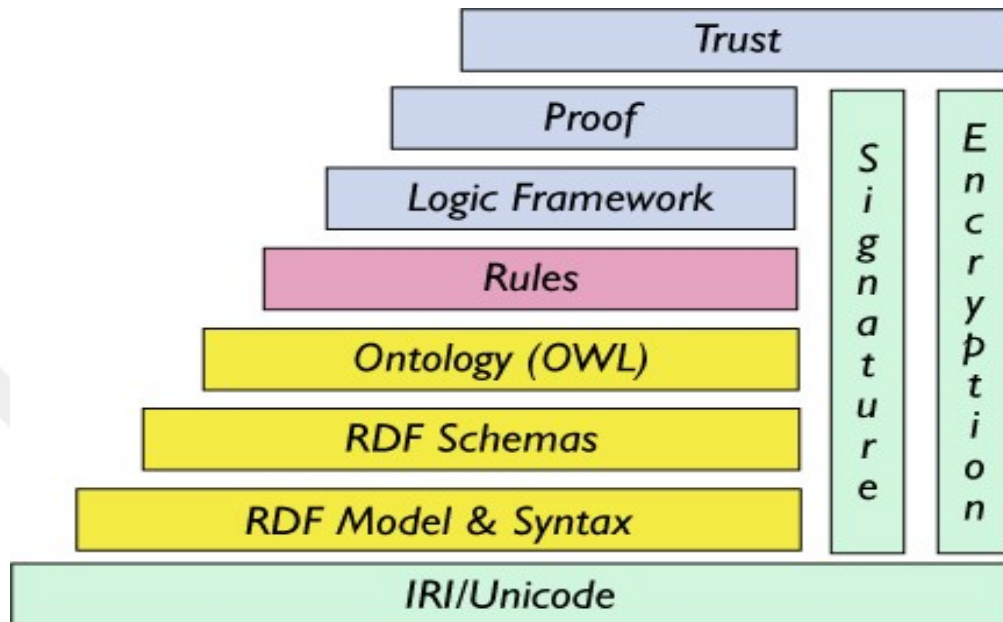 Trust
Proof
Logic Framework
Rules
Ontology (OWL)
RDF Schemas
RDF Model & Syntax
IRI/Unicode
Signature
Encryption